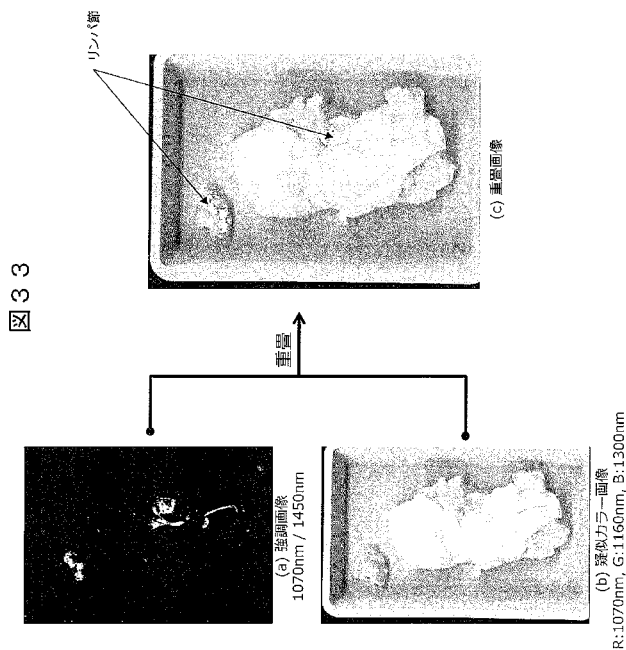 図３３
(a) 強調画像
1070nm / 1450nm
(b) 疑似カラー画像
R:1070nm, G:1160nm, B:1300nm
重畳
リンパ節
(c) 重畳画像